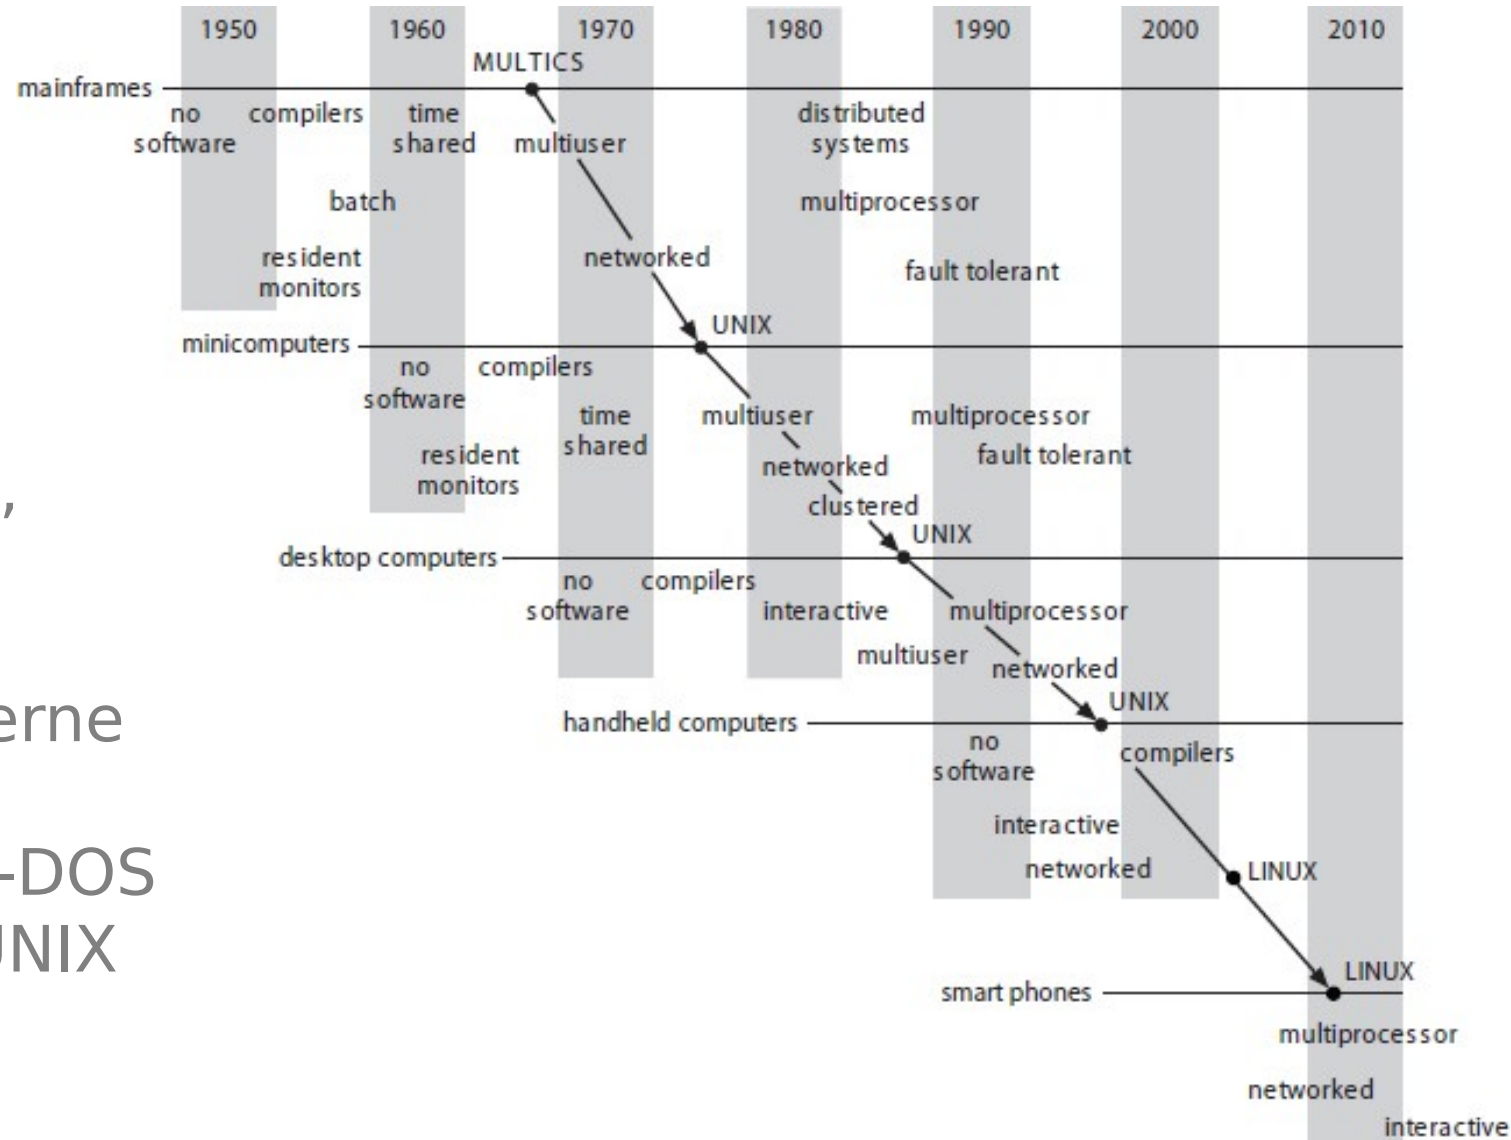 1950 1960 1970 1980 1990 2000 2010
MULTICS
mainframes
no compilers time distributed
software shared multiuser systems
batch multiprocessor
resident networked fault tolerant
monitors
UNIX
minicomputers
no compilers
software
time multiuser multiprocessor
shared
resident networked fault tolerant
monitors
clustered
,
UNIX
desktop computers
no compilers
software interactive multiprocessor
multiuser networked
UNIX
handheld computers
erne
no compilers
software
interactive
networked LINUX
-DOS
UNIX
LINUX
smart phones
multiprocessor
networked
interactive